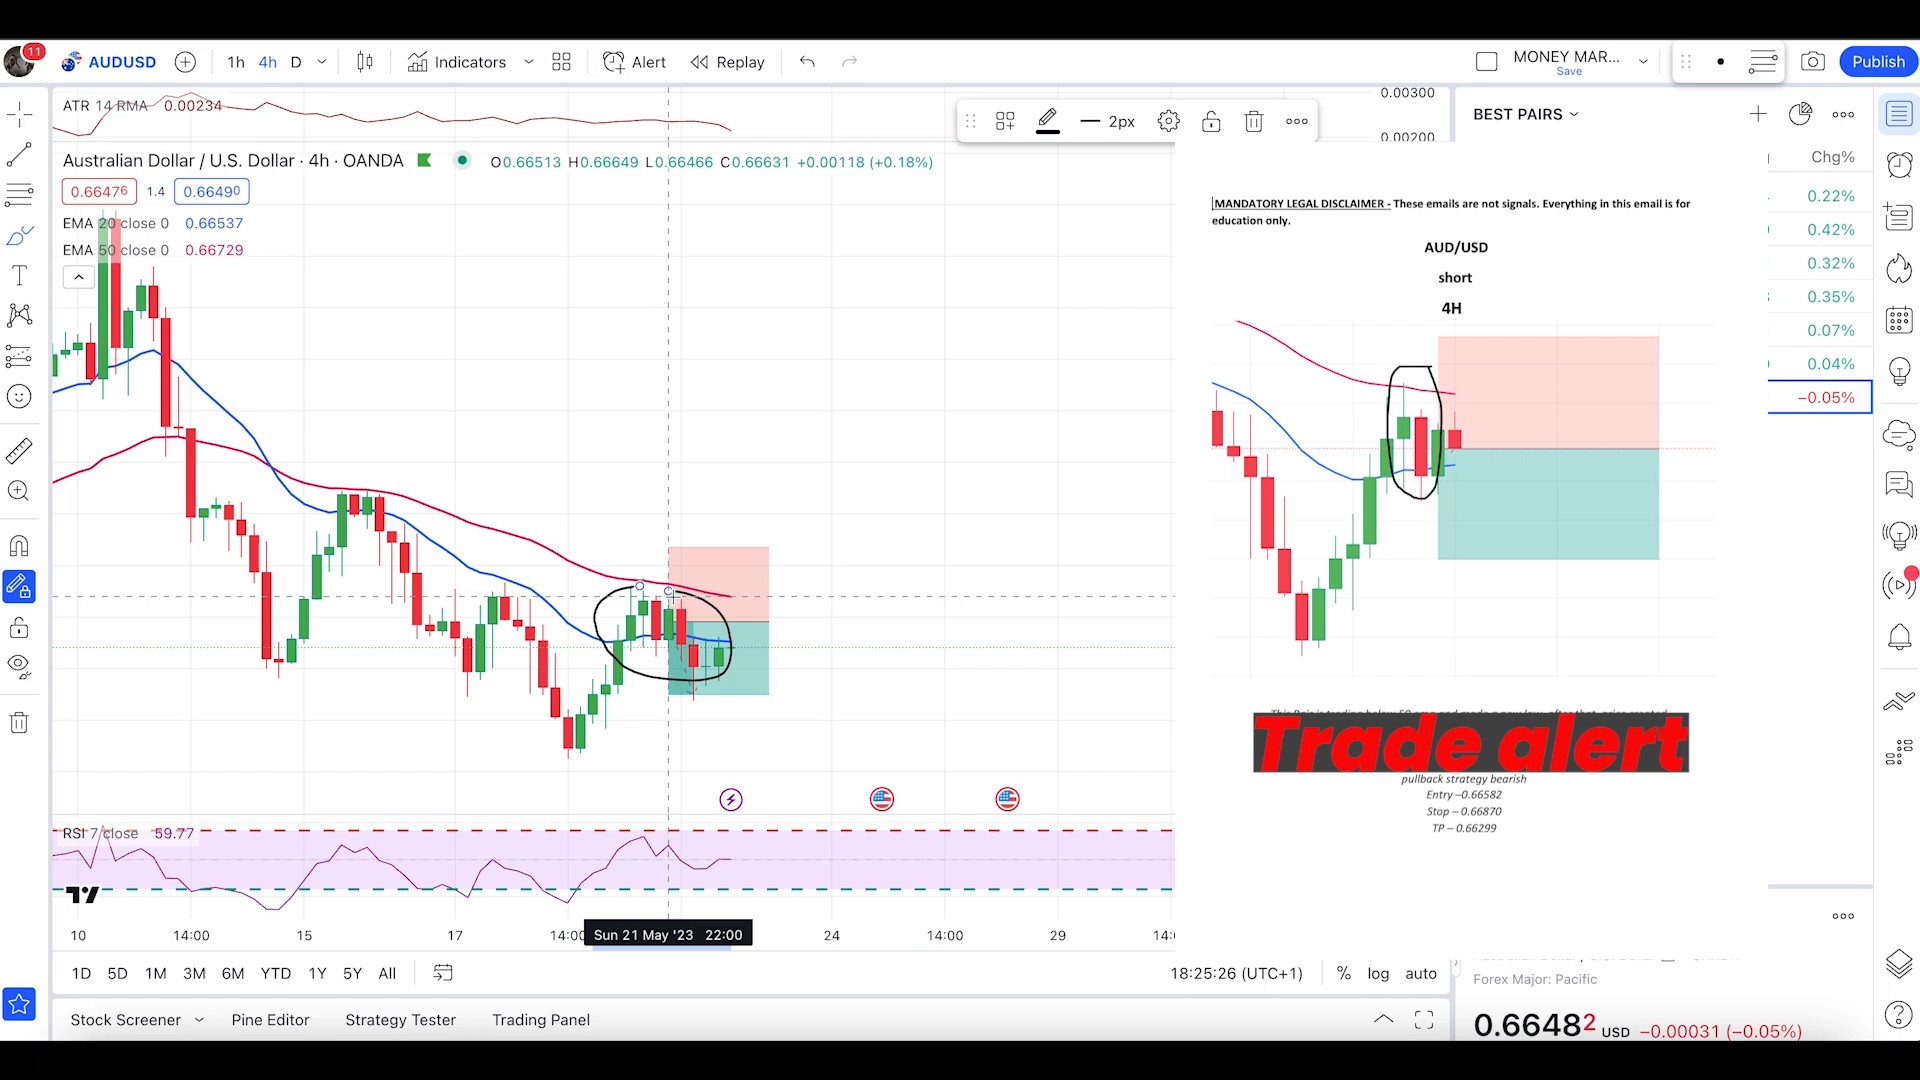 11
AUDUSD
1h 4h D
Indicators
Alert
Replay
MONEY MAR...
Save
Publish
ATR 14 RMA 0.00234
0.00300
0.00200
2px
BEST PAIRS
Chg%
Australian Dollar / U.S. Dollar · 4h · OANDA
O0.66513 H0.66649 L0.66466 C0.66631 +0.00118 (+0.18%)
0.66476 1.4 0.66490
EMA 20 close 0 0.66537
EMA 50 close 0 0.66729
MANDATORY LEGAL DISCLAIMER - These emails are not signals. Everything in this email is for
education only.
AUD/USD
short
4H
0.22%
0.42%
0.32%
0.35%
0.07%
0.04%
−0.05%
Trade alert
pullback strategy bearish
Entry –0.66582
Stop – 0.66870
TP – 0.66299
RSI 7 close 59.77
10 14:00 15 17 14:00 Sun 21 May '23 22:00 24 14:00 29
1D 5D 1M 3M 6M YTD 1Y 5Y All
18:25:26 (UTC+1) % log auto
Forex Major: Pacific
Stock Screener Pine Editor Strategy Tester Trading Panel
0.66482 USD −0.00031 (−0.05%)